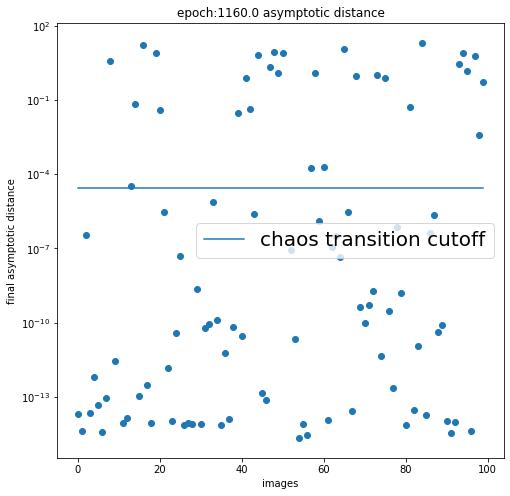 epoch:1160.0 asymptotic distance
final asymptotic distance
10²
10⁻¹
10⁻⁴
10⁻⁷
10⁻¹⁰
10⁻¹³
chaos transition cutoff
0 20 40 60 80 100
images